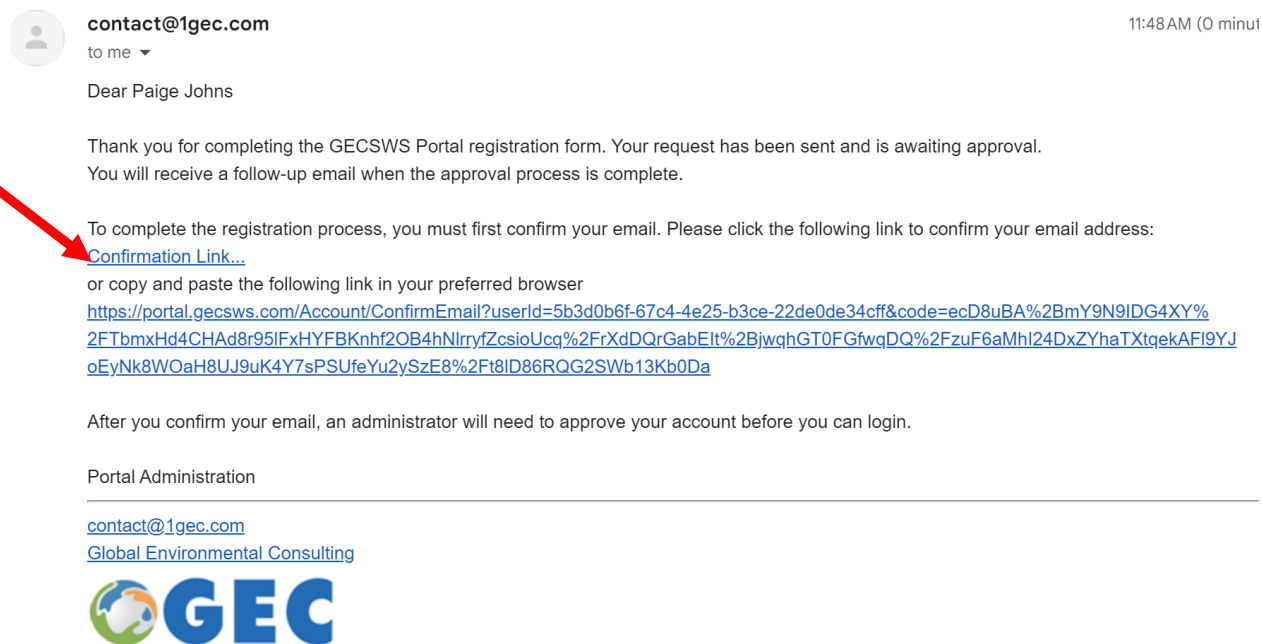 contact@1gec.com
11:48 AM (0 minut
to me
Dear Paige Johns
Thank you for completing the GECSWS Portal registration form. Your request has been sent and is awaiting approval.
You will receive a follow-up email when the approval process is complete.
To complete the registration process, you must first confirm your email. Please click the following link to confirm your email address:
Confirmation Link...
or copy and paste the following link in your preferred browser
https://portal.gecsws.com/Account/ConfirmEmail?userId=5b3d0b6f-67c4-4e25-b3ce-22de0de34cff&code=ecD8uBA%2BmY9N9IDG4XY%
2FTbmxHd4CHAd8r95lFxHYFBKnhf2OB4hNlrryfZcsioUcq%2FrXdDQrGabEIt%2BjwqhGT0FGfwqDQ%2FzuF6aMhI24DxZYhaTXtqekAFl9YJ
oEyNk8WOaH8UJ9uK4Y7sPSUfeYu2ySzE8%2Ft8lD86RQG2SWb13Kb0Da
After you confirm your email, an administrator will need to approve your account before you can login.
Portal Administration
contact@1gec.com
Global Environmental Consulting
GEC